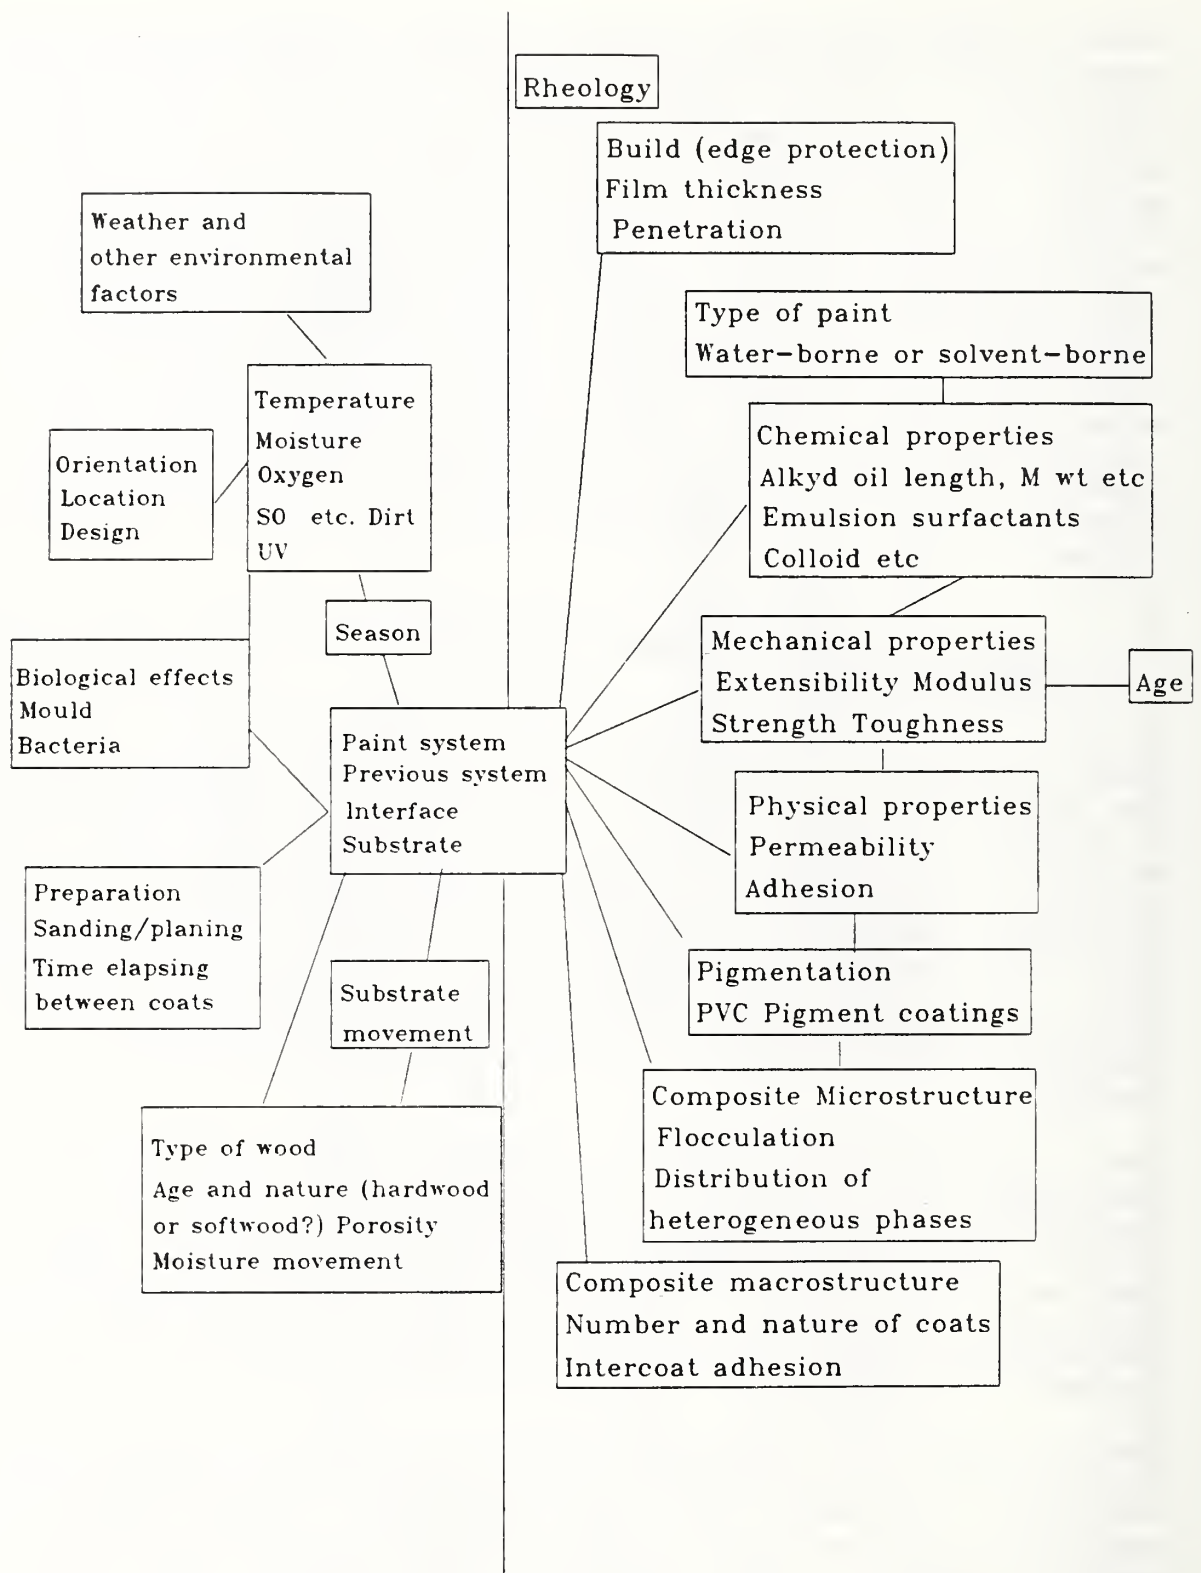 Rheology
Build (edge protection)
Film thickness
Penetration
Weather and
other environmental
factors
Type of paint
Water-borne or solvent-borne
Temperature
Moisture
Oxygen
SO etc. Dirt
UV
Orientation
Location
Design
Chemical properties
Alkyd oil length, M wt etc
Emulsion surfactants
Colloid etc
Season
Mechanical properties
Extensibility Modulus
Strength Toughness
Age
Biological effects
Mould
Bacteria
Paint system
Previous system
Interface
Substrate
Physical properties
Permeability
Adhesion
Preparation
Sanding/planing
Time elapsing
between coats
Substrate
movement
Pigmentation
PVC Pigment coatings
Composite Microstructure
Flocculation
Distribution of
heterogeneous phases
Type of wood
Age and nature (hardwood
or softwood?) Porosity
Moisture movement
Composite macrostructure
Number and nature of coats
Intercoat adhesion